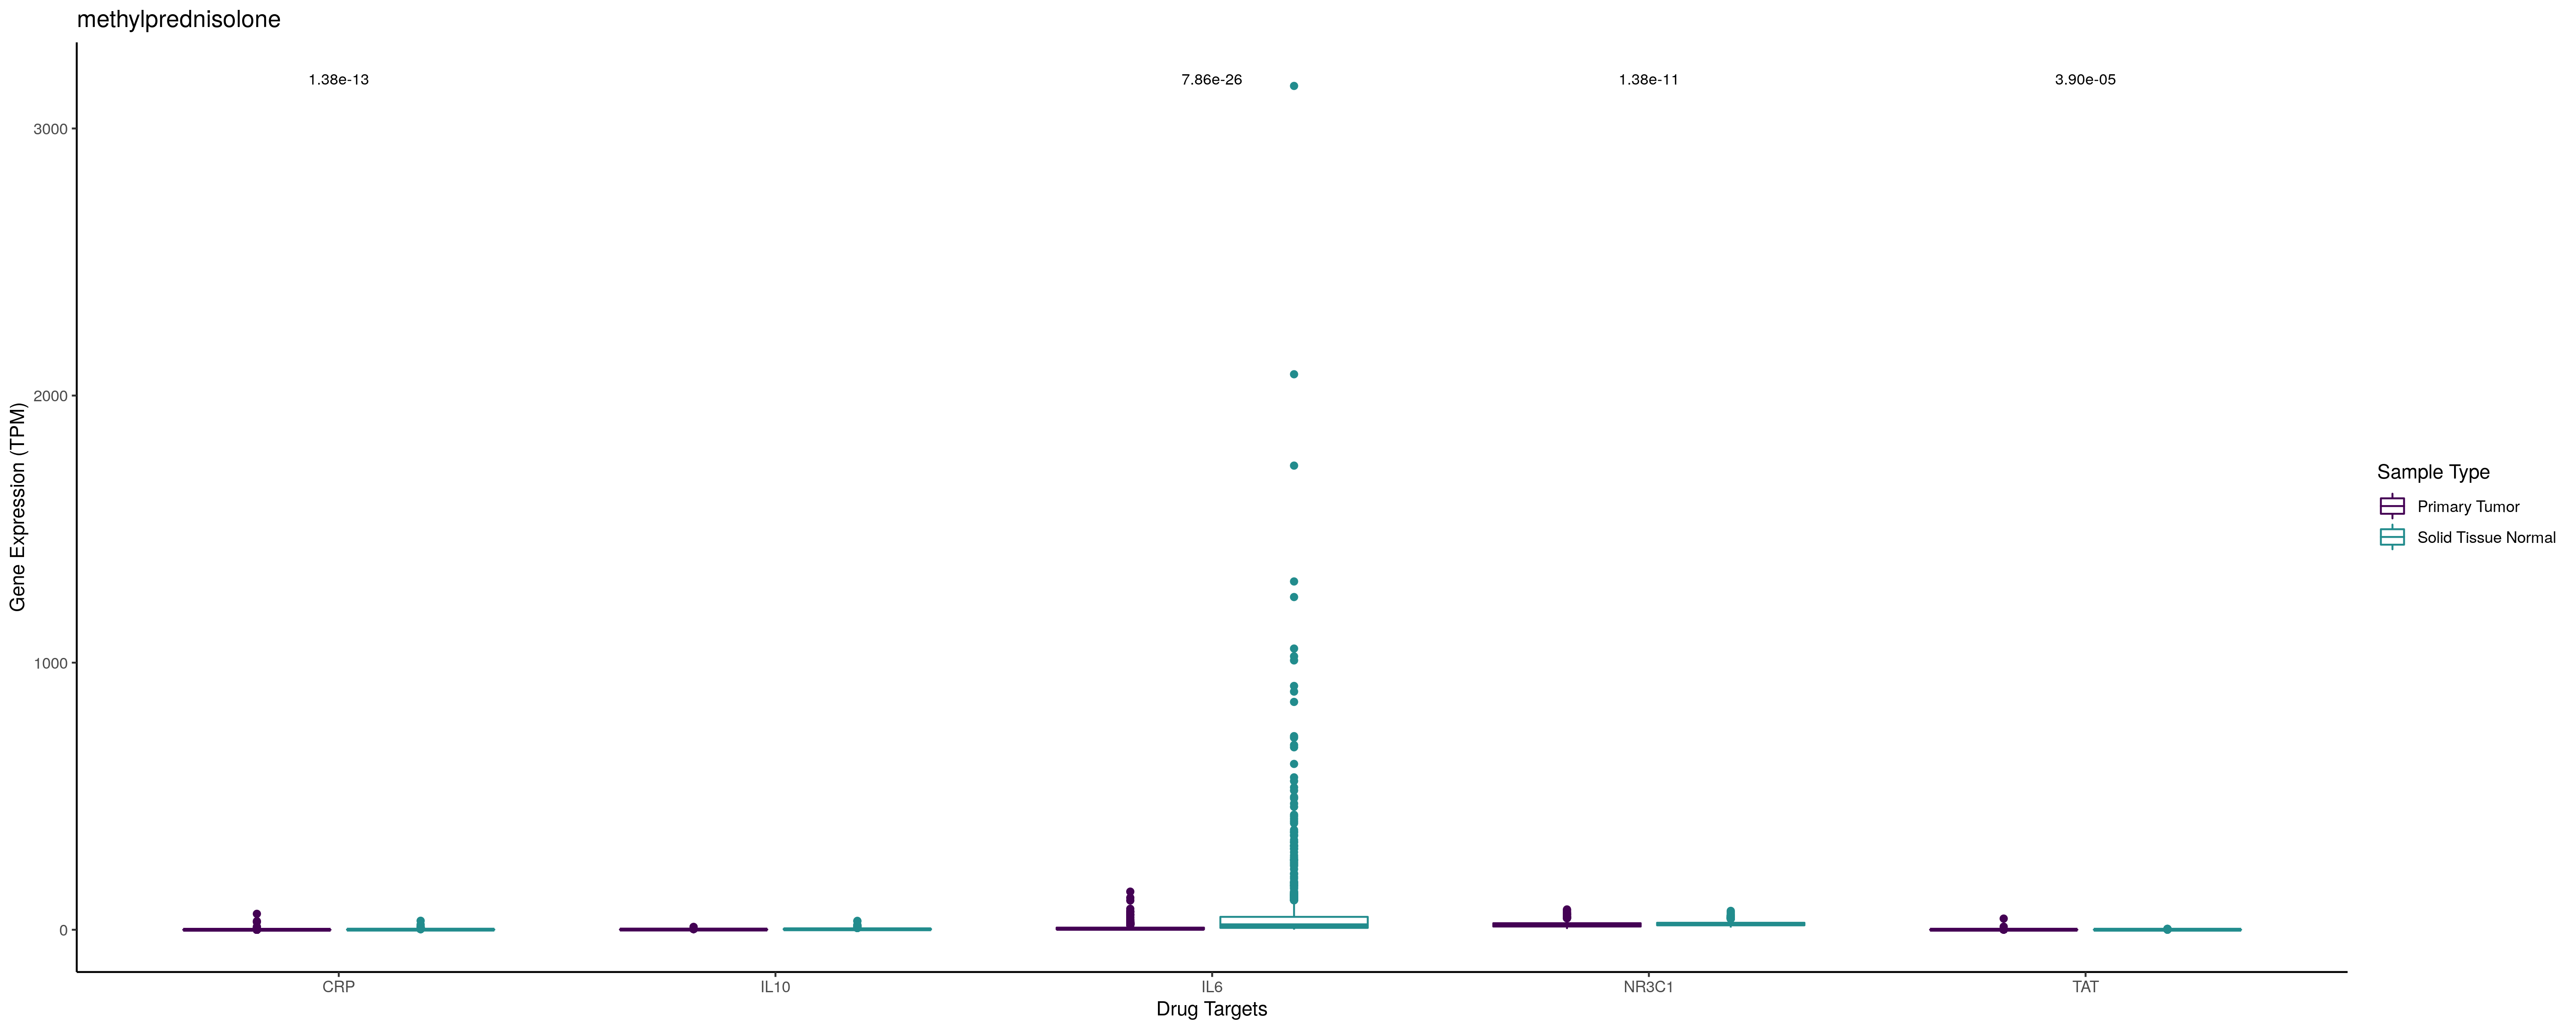 methylprednisolone
1.38e-13
7.86e-26
1.38e-11
3.90e-05
3000
2000
1000
0
Gene Expression (TPM)
CRP
IL10
IL6
NR3C1
TAT
Drug Targets
Sample Type
Primary Tumor
Solid Tissue Normal